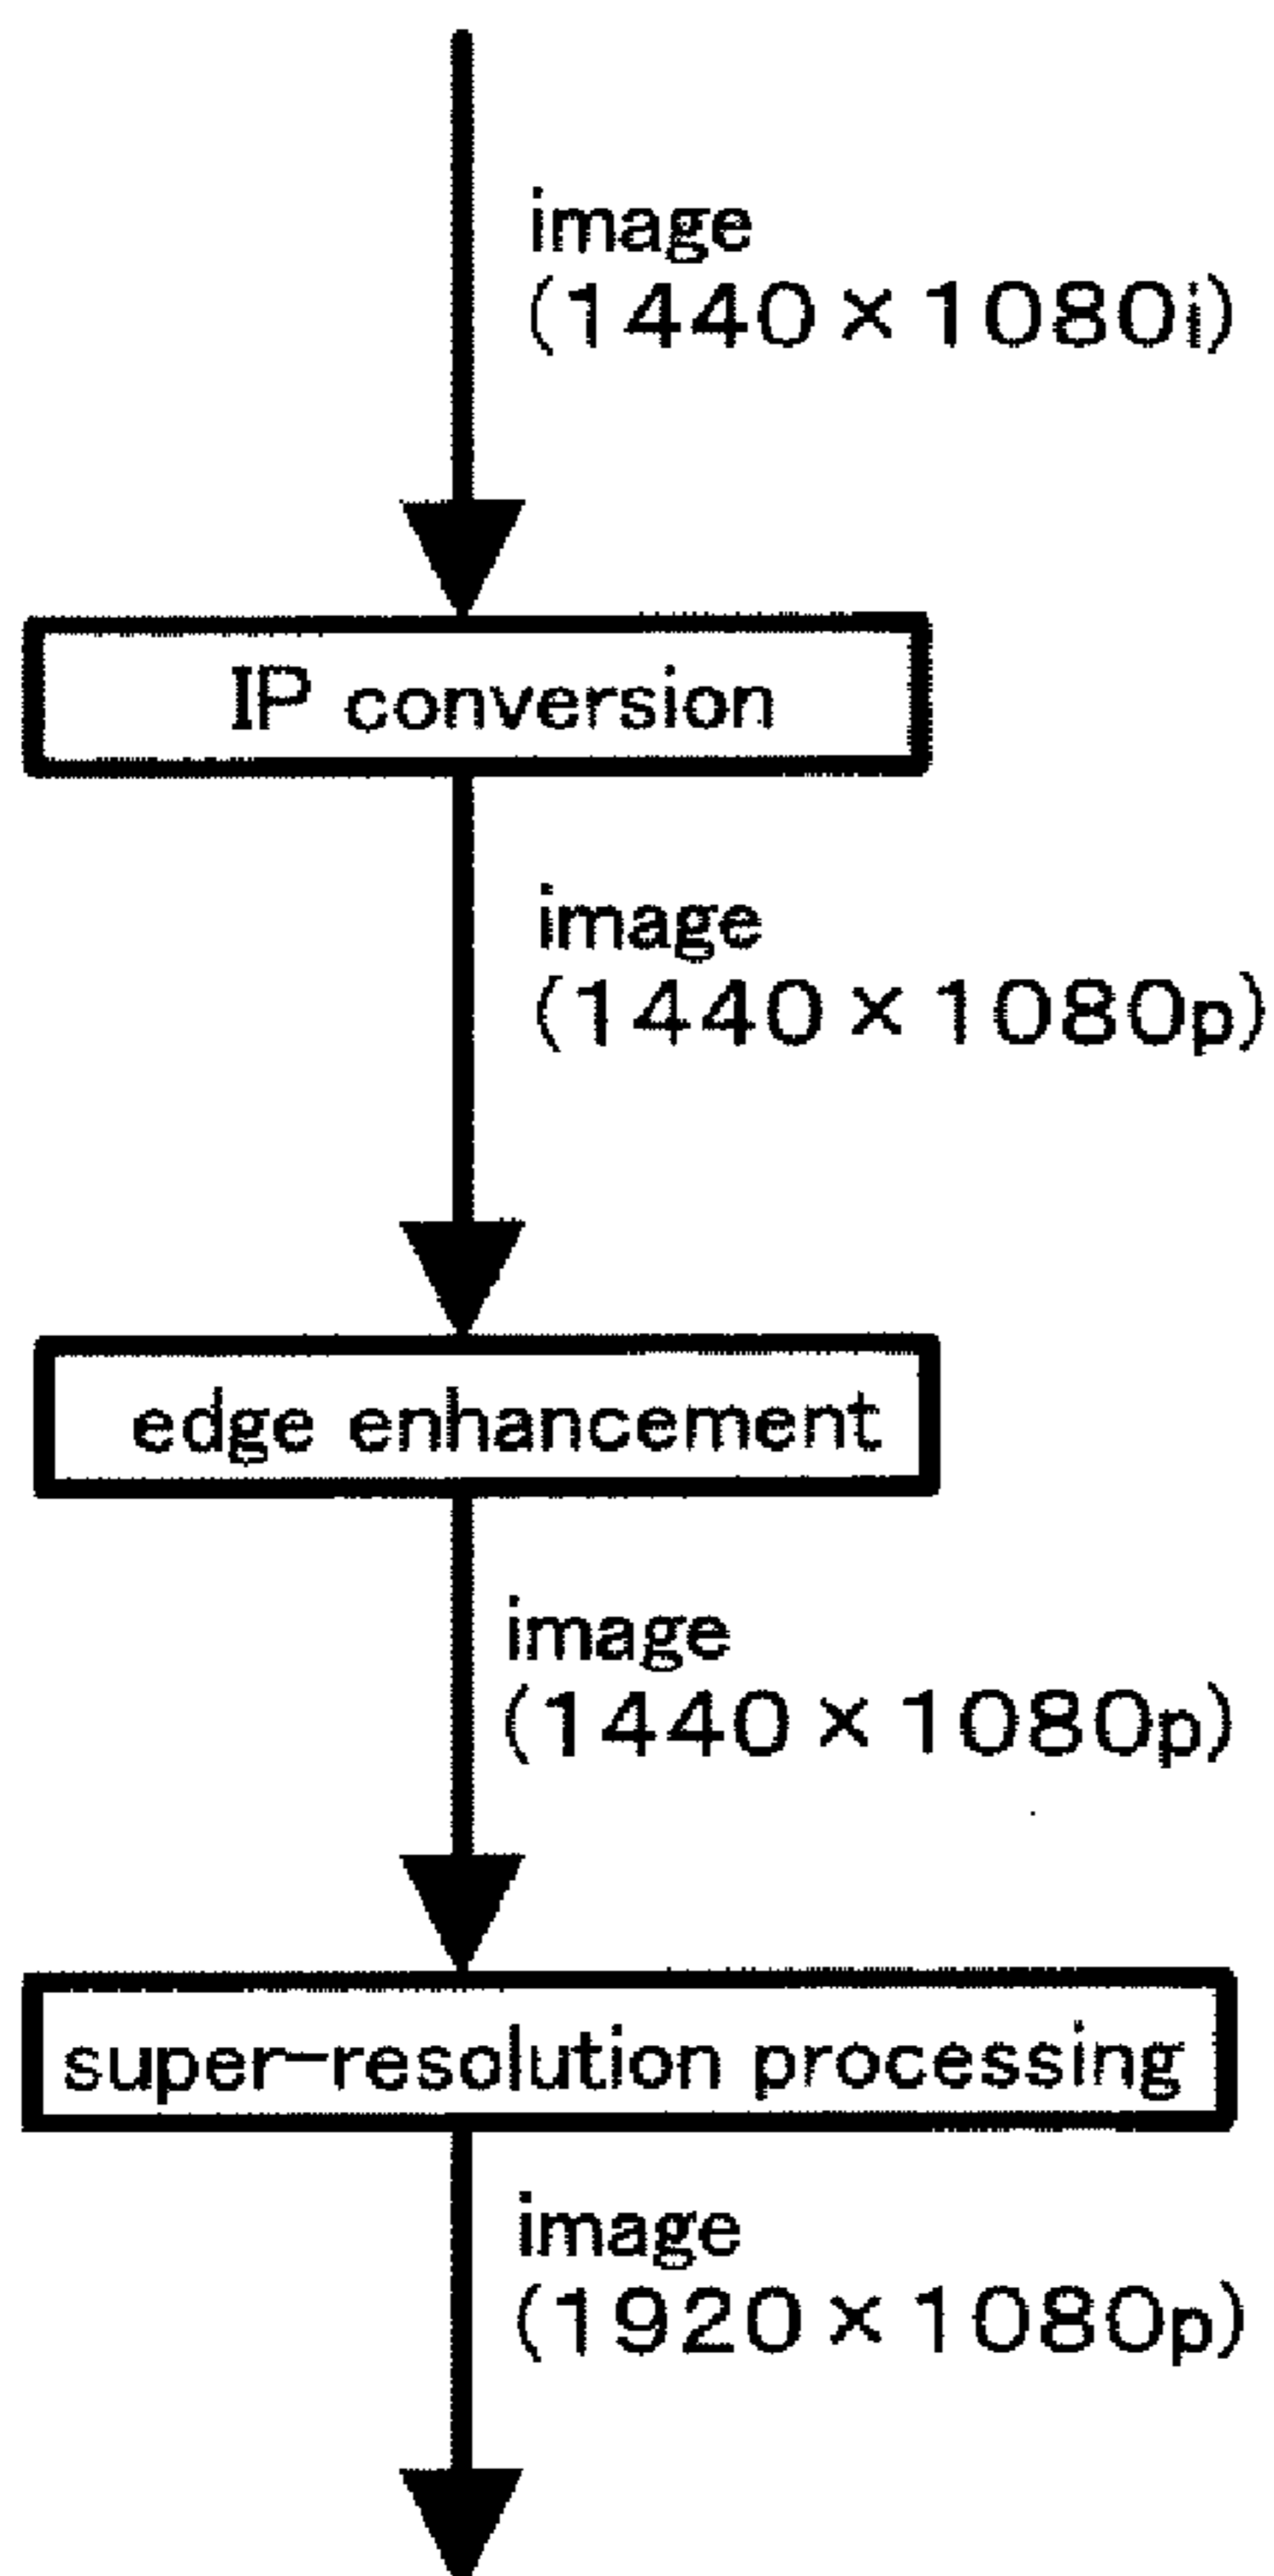 image
(1440×1080i)
IP conversion
image
(1440×1080p)
edge enhancement
image
(1440×1080p)
super-resolution processing
image
(1920×1080p)